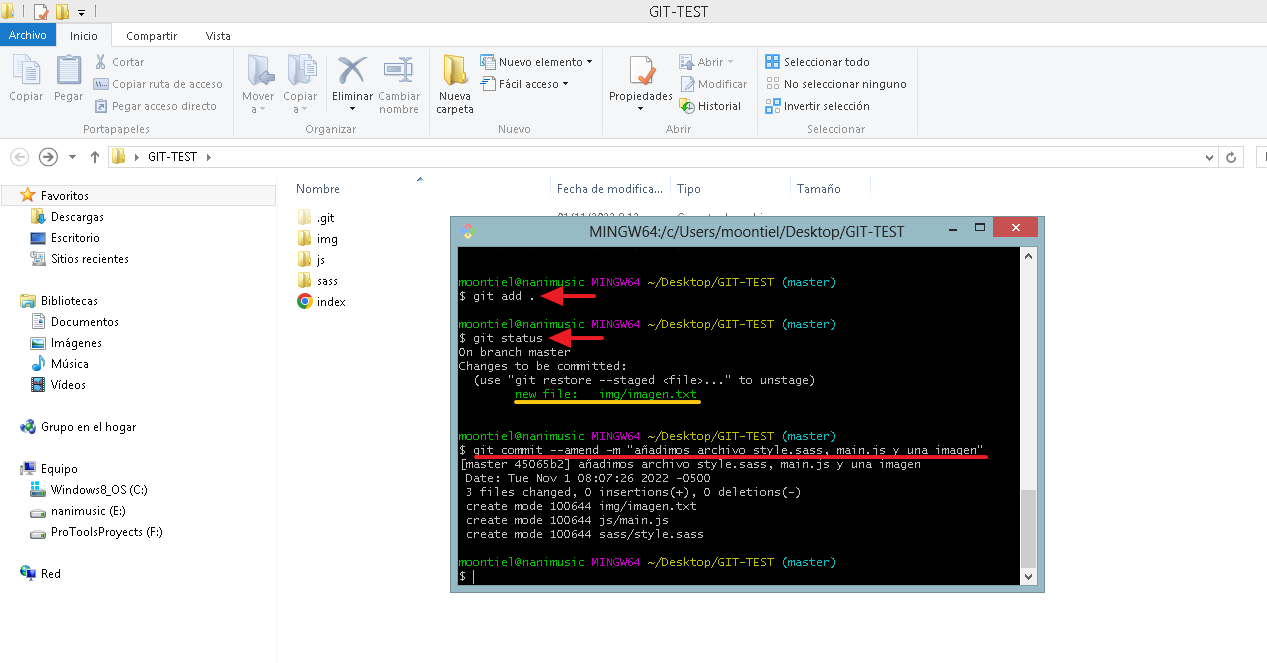 GIT-TEST
Archivo
Inicio
Compartir
Vista
Copiar
Pegar
Cortar
Copiar ruta de acceso
Pegar acceso directo
Portapapeles
Mover a
Copiar a
Eliminar
Cambiar nombre
Organizar
Nueva carpeta
Nuevo elemento
Fácil acceso
Nuevo
Propiedades
Abrir
Modificar
Historial
Abrir
Seleccionar todo
No seleccionar ninguno
Invertir selección
Seleccionar
GIT-TEST
Favoritos
Descargas
Escritorio
Sitios recientes
Bibliotecas
Documentos
Imágenes
Música
Vídeos
Grupo en el hogar
Equipo
Windows8_OS (C:)
nanimusic (E:)
ProToolsProyects (F:)
Red
Nombre
Fecha de modifica...
Tipo
Tamaño
.git
img
js
sass
index
MINGW64:/c/Users/moontiel/Desktop/GIT-TEST
moontiel@nanimusic MINGW64 ~/Desktop/GIT-TEST (master)
$ git add .
moontiel@nanimusic MINGW64 ~/Desktop/GIT-TEST (master)
$ git status
On branch master
Changes to be committed:
(use "git restore --staged <file>..." to unstage)
new file: img/imagen.txt
moontiel@nanimusic MINGW64 ~/Desktop/GIT-TEST (master)
$ git commit --amend -m "añadimos archivo style.sass, main.js y una imagen"
[master 45065b2] añadimos archivo style.sass, main.js y una imagen
Date: Tue Nov 1 08:07:26 2022 -0500
3 files changed, 0 insertions(+), 0 deletions(-)
create mode 100644 img/imagen.txt
create mode 100644 js/main.js
create mode 100644 sass/style.sass
moontiel@nanimusic MINGW64 ~/Desktop/GIT-TEST (master)
$